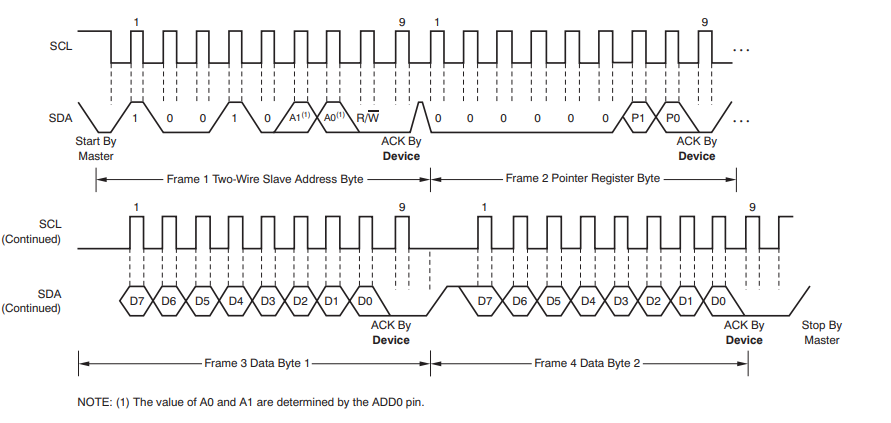 1 9 1 9
SCL ...
SDA 1 0 0 1 0 A1(1) A0(1) R/W 0 0 0 0 0 0 P1 P0 ...
Start By Master
ACK By Device
ACK By Device
Frame 1 Two-Wire Slave Address Byte
Frame 2 Pointer Register Byte
1 9 1 9
SCL
(Continued)
SDA
(Continued)
D7 D6 D5 D4 D3 D2 D1 D0 D7 D6 D5 D4 D3 D2 D1 D0
ACK By Device
ACK By Device
Stop By Master
Frame 3 Data Byte 1
Frame 4 Data Byte 2
NOTE: (1) The value of A0 and A1 are determined by the ADD0 pin.